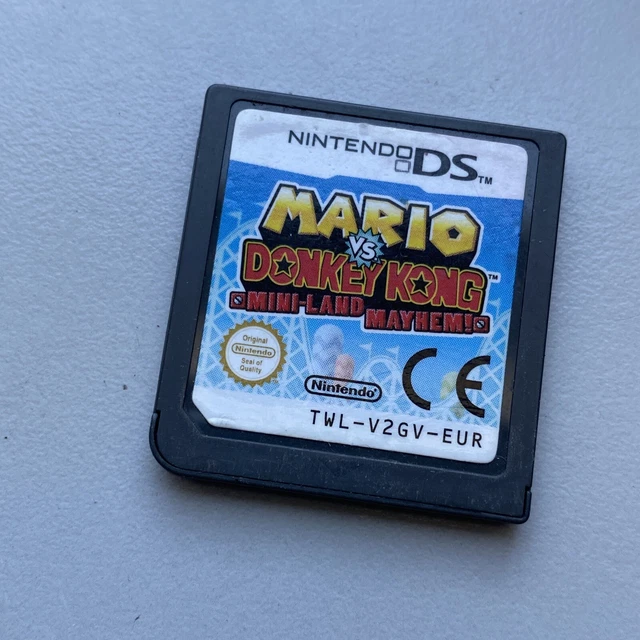 NINTENDO DS ™
MARIO
VS
DONKEY KONG ™
MINI-LAND
MAYHEM!
Original
Nintendo
Seal of
Quality
Nintendo
CE
TWL-V2GV-EUR